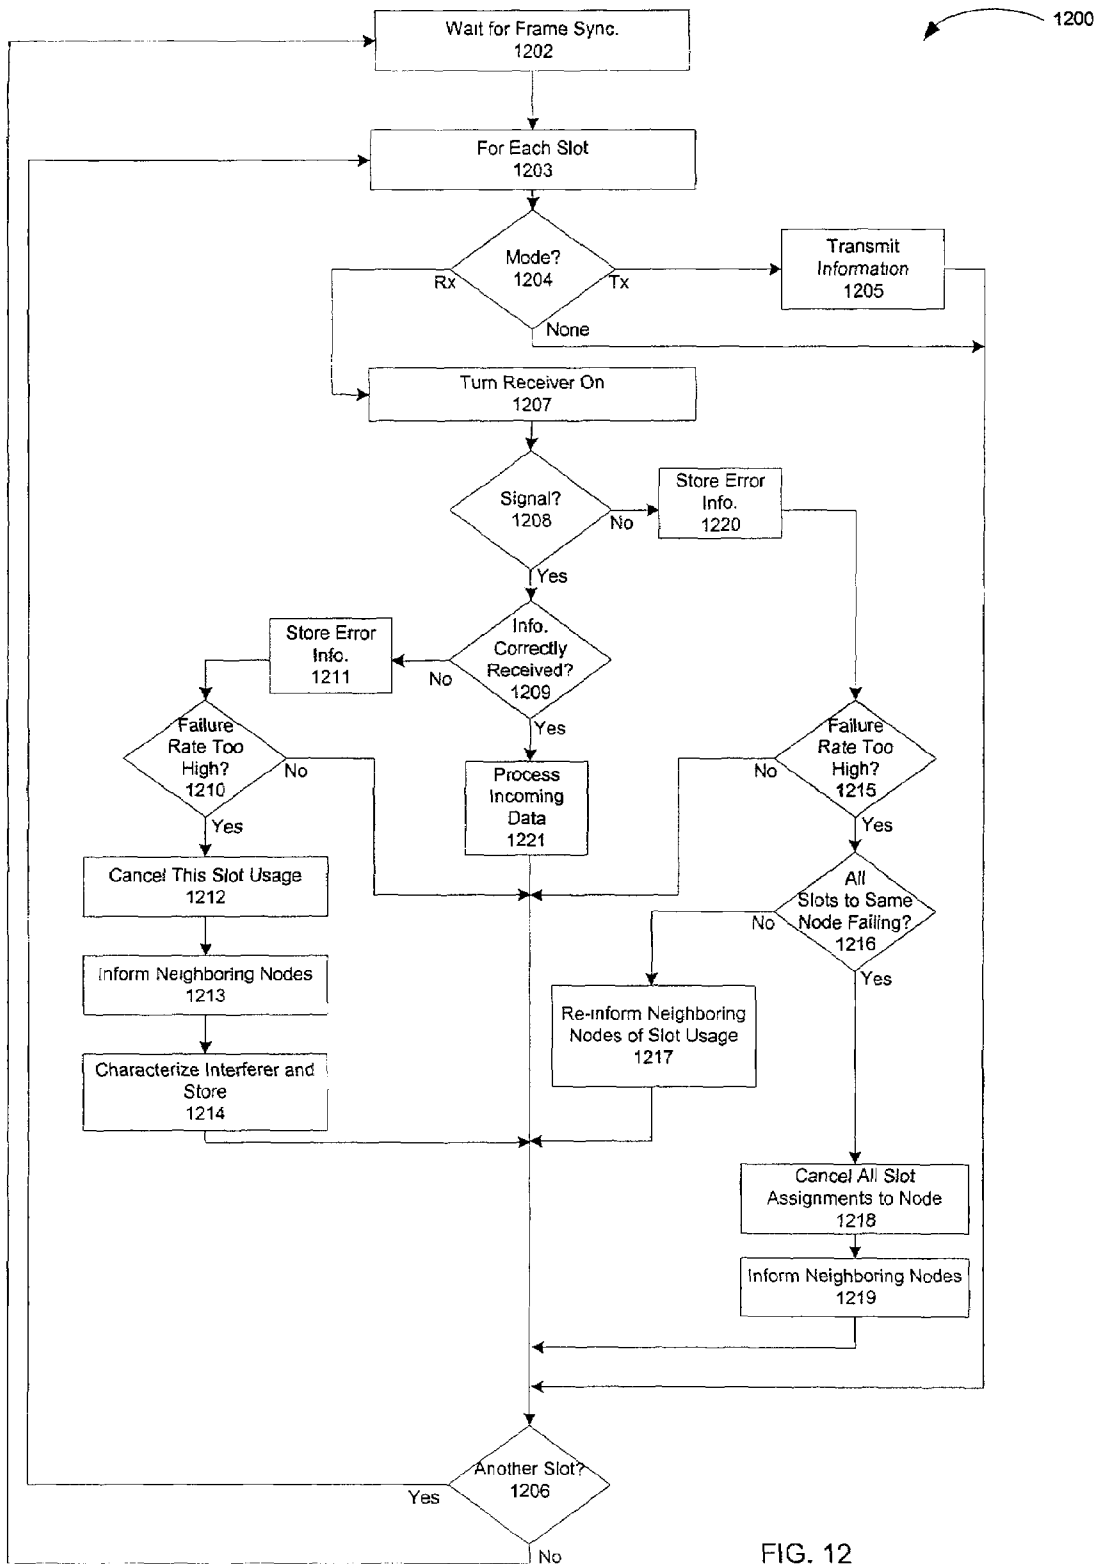 1200
Wait for Frame Sync.
1202
For Each Slot
1203
Mode?
1204
Rx
Tx
None
Transmit
Information
1205
Turn Receiver On
1207
Signal?
1208
No
Yes
Store Error
Info.
1220
Info.
Correctly
Received?
1209
No
Yes
Store Error
Info.
1211
Failure
Rate Too
High?
1210
No
Yes
Process
Incoming
Data
1221
Failure
Rate Too
High?
1215
No
Yes
Cancel This Slot Usage
1212
All
Slots to Same
Node Failing?
1216
No
Yes
Inform Neighboring Nodes
1213
Re-inform Neighboring
Nodes of Slot Usage
1217
Characterize Interferer and
Store
1214
Cancel All Slot
Assignments to Node
1218
Inform Neighboring Nodes
1219
Another Slot?
1206
Yes
No
FIG. 12